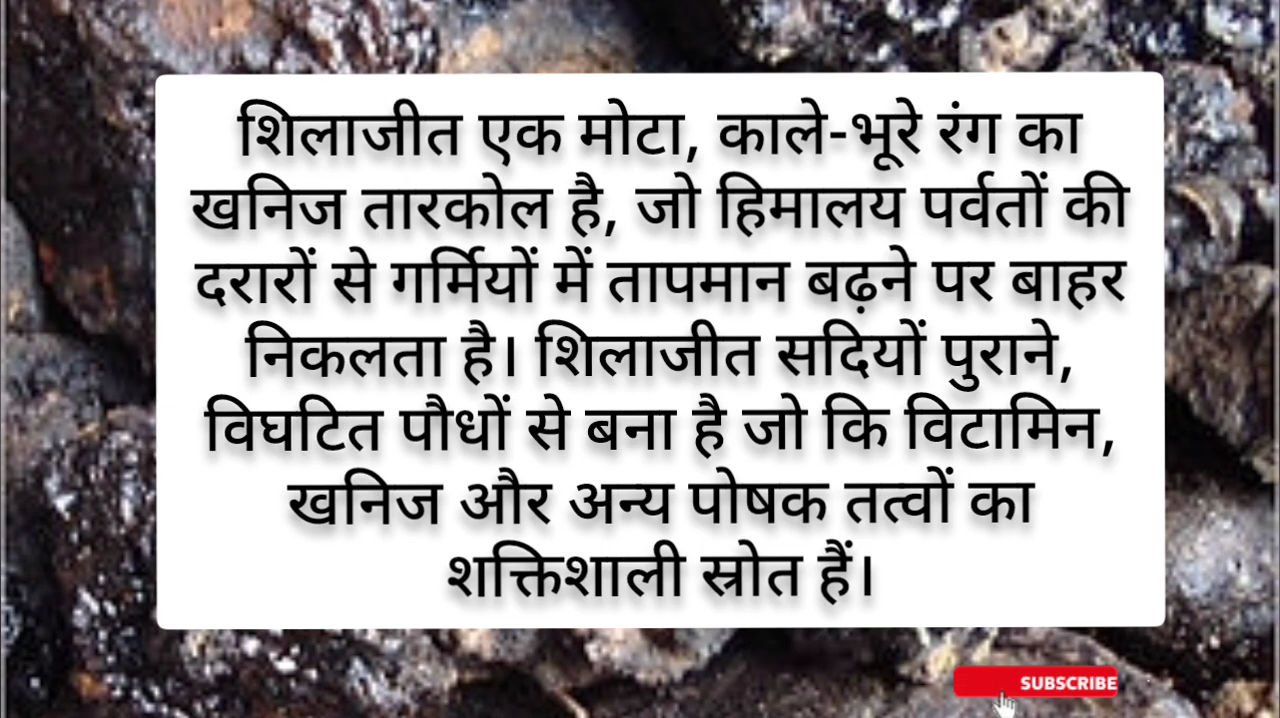 शिलाजीत एक मोटा, काले-भूरे रंग का
खनिज तारकोल है, जो हिमालय पर्वतों की
दरारों से गर्मियों में तापमान बढ़ने पर बाहर
निकलता है। शिलाजीत सदियों पुराने,
विघटित पौधों से बना है जो कि विटामिन,
खनिज और अन्य पोषक तत्वों का
शक्तिशाली स्रोत हैं।
SUBSCRIBE